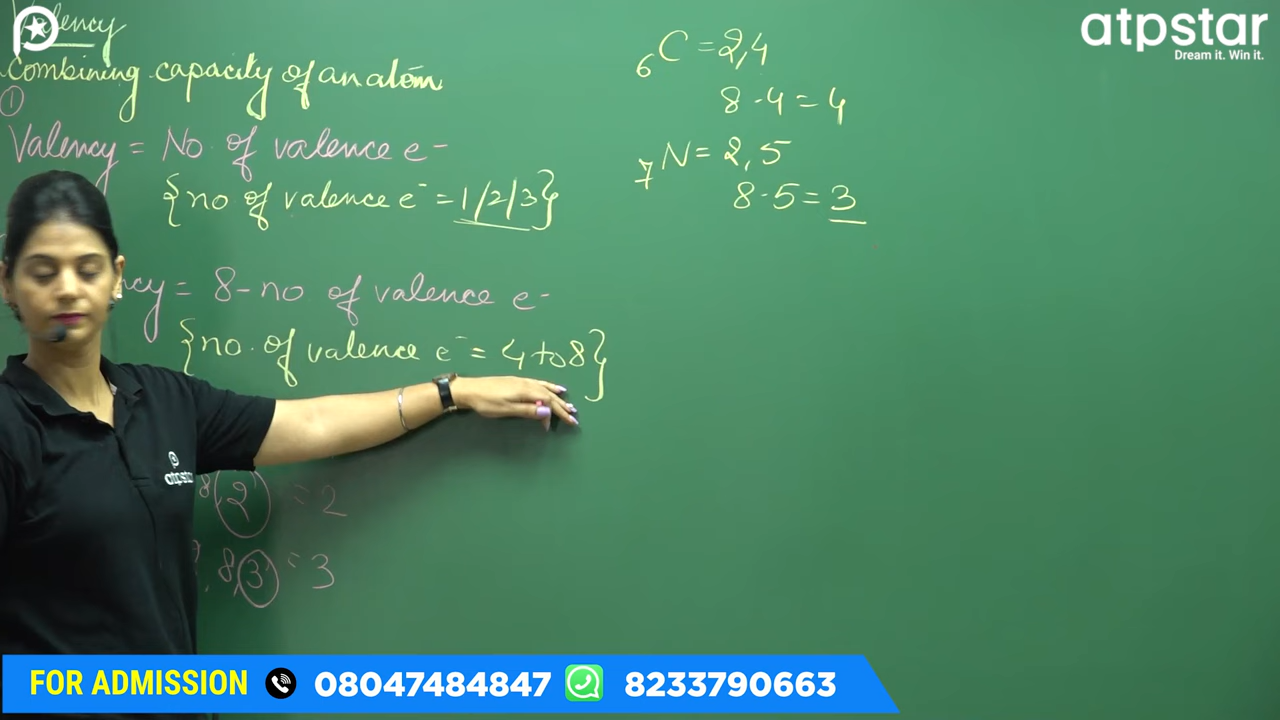 Valency
Combining capacity of an atom
①
Valency = No. of valence e-
{no of valence e- = 1/2/3}
ncy = 8-no of valence e-
{no. of valence e- = 4 to 8}
8, 2 = 2
, 8, 3 = 3
6C = 2,4
8-4=4
7N = 2,5
8-5=3
atpstar
Dream it. Win it.
atpstar
FOR ADMISSION 08047484847 8233790663